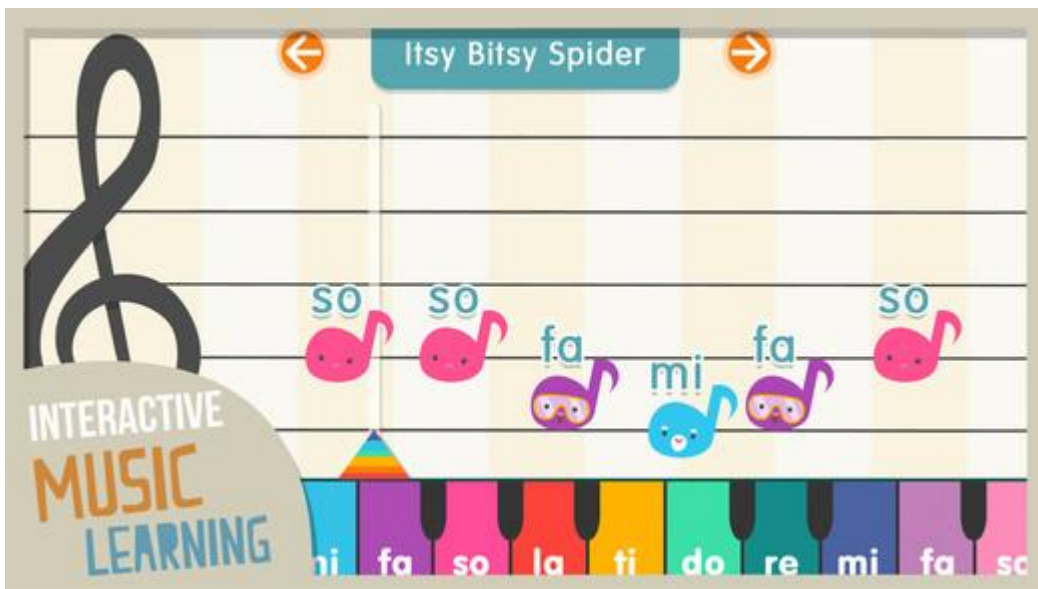 Itsy Bitsy Spider
so so fa mi fa so
INTERACTIVE
MUSIC
LEARNING
fa so la ti do re mi fa